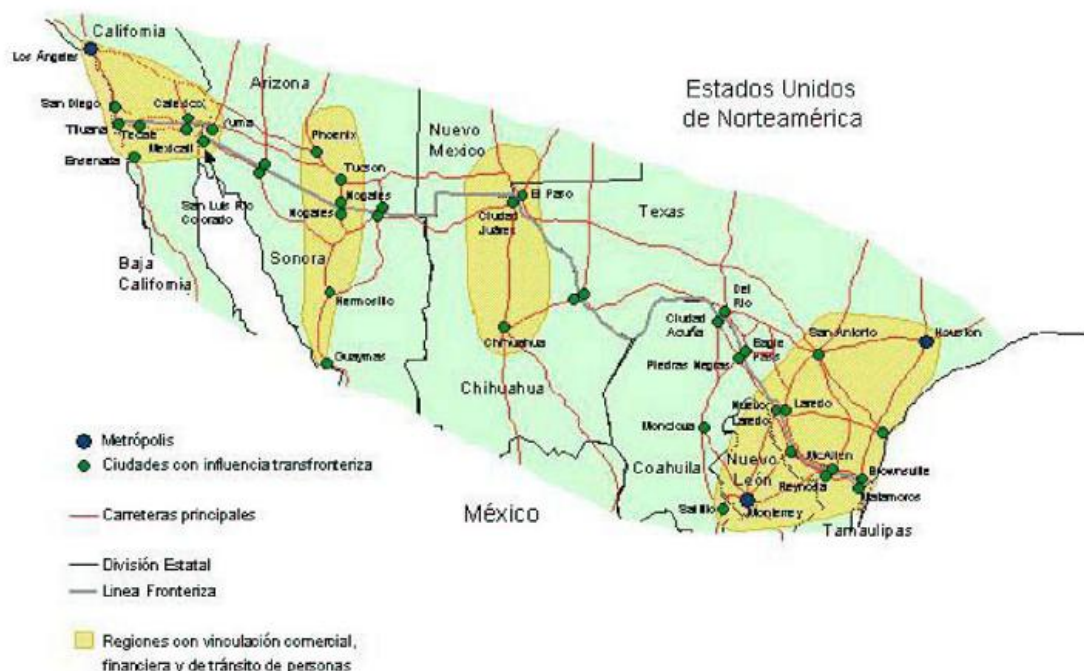 California
Los Ángeles
Arizona
San Diego
Calexico
Tijuana
Tecate
Yuma
Mexicali
Ensenada
San Luis Río
Colorado
Baja
California
Phoenix
Tucson
Nogales
Nogales
Sonora
Hermosillo
Guaymas
Nuevo
Mexico
El Paso
Ciudad
Juárez
Chihuahua
Chihuahua
Estados Unidos
de Norteamérica
Texas
Del
Río
Ciudad
Acuña
Eagle
Pass
Piedras Negras
San Antonio
Houston
Nuevo
Laredo
Laredo
Monclova
Coahuila
Nuevo
León
McAllen
Reynosa
Brownsville
Matamoros
Saltillo
Monterrey
Tamaulipas
México
Metrópolis
Ciudades con influencia transfronteriza
Carreteras principales
División Estatal
Linea Fronteriza
Regiones con vinculación comercial,
financiera y de tránsito de personas